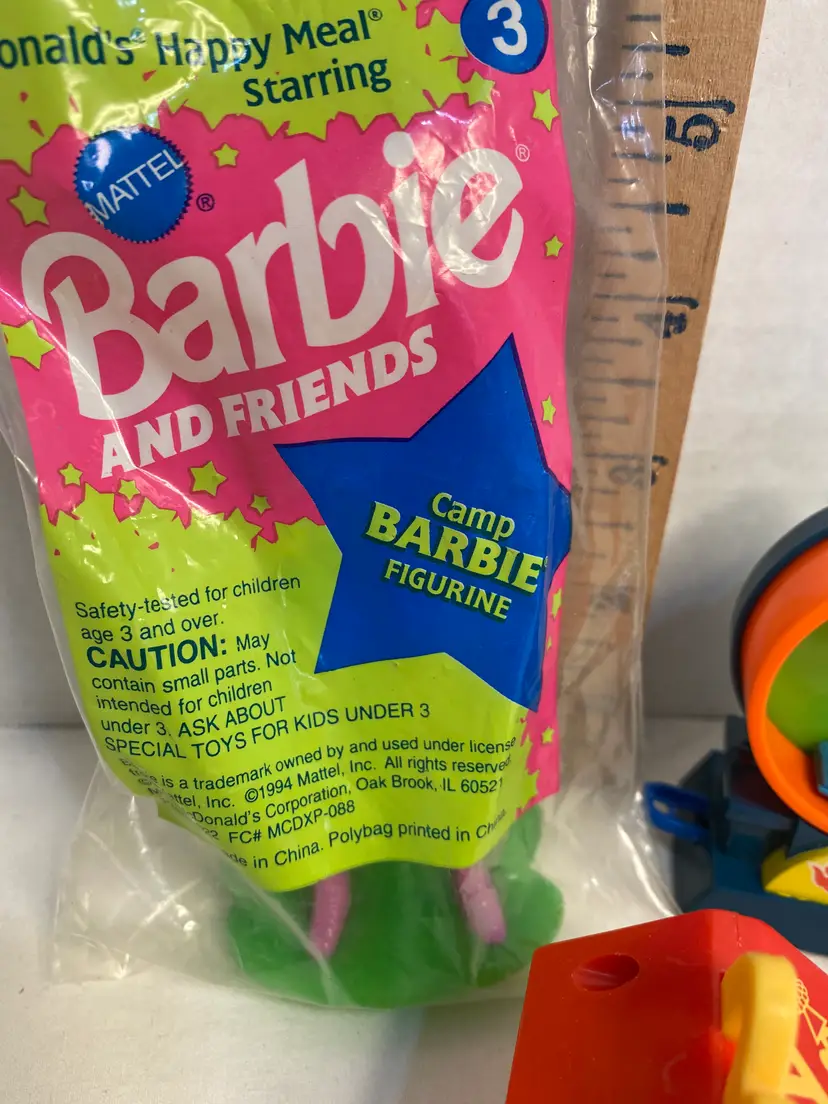 onald's Happy Meal®
Starring
3
MATTEL ®
Barbie®
AND FRIENDS
Camp
BARBIE
FIGURINE
Safety-tested for children
age 3 and over.
CAUTION: May
contain small parts. Not
intended for children
under 3. ASK ABOUT
SPECIAL TOYS FOR KIDS UNDER 3
is a trademark owned by and used under license
Mattel, Inc. ©1994 Mattel, Inc. All rights reserved.
Donald's Corporation, Oak Brook, IL 60521
FC# MCDXP-088
de in China. Polybag printed in China.
5
4